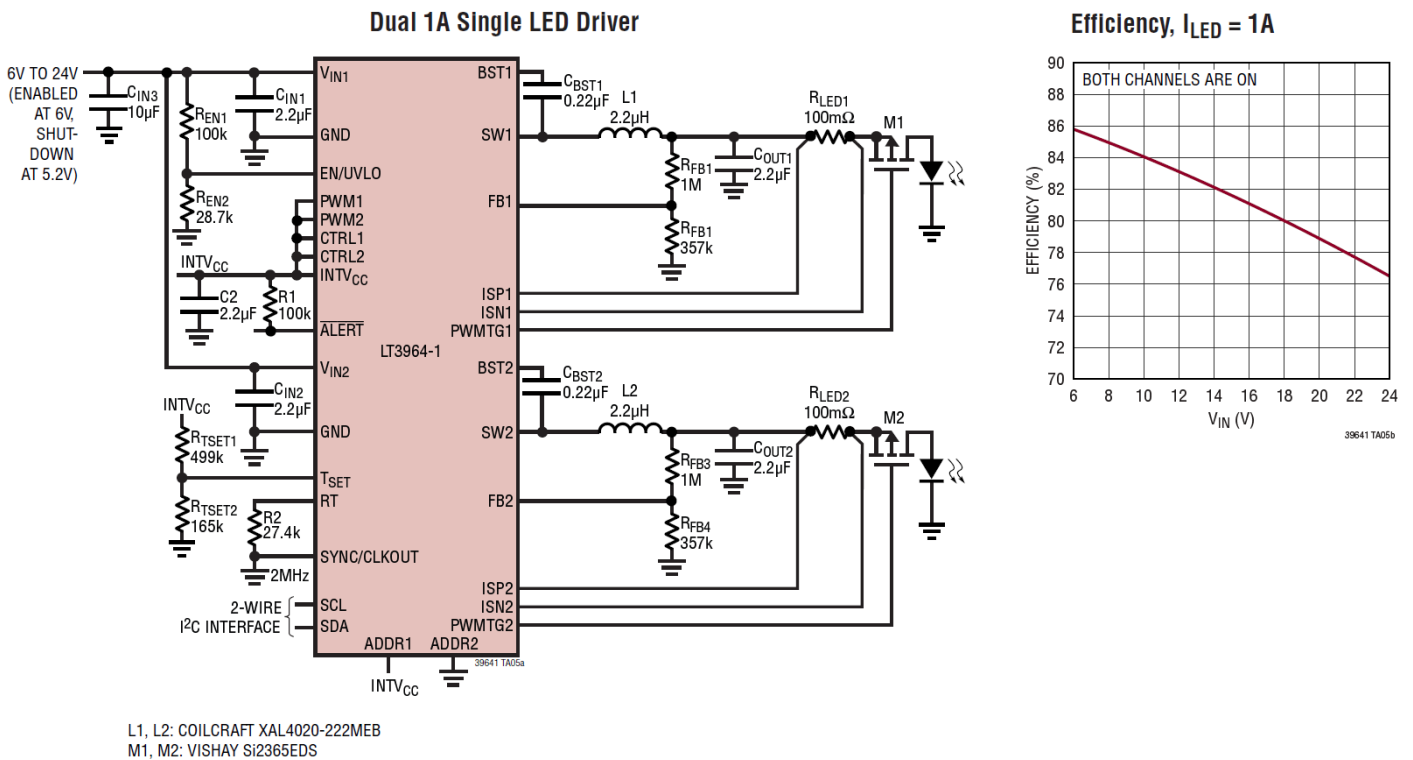 Dual 1A Single LED Driver
6V TO 24V
(ENABLED
AT 6V,
SHUT-
DOWN
AT 5.2V)
CIN3
10µF
REN1
100k
CIN1
2.2µF
REN2
28.7k
INTVCC
C2
2.2µF
R1
100k
CIN2
2.2µF
INTVCC
RTSET1
499k
RTSET2
165k
R2
27.4k
2MHz
2-WIRE
I2C INTERFACE
VIN1
GND
EN/UVLO
PWM1
PWM2
CTRL1
CTRL2
INTVCC
ALERT
VIN2
GND
TSET
RT
SYNC/CLKOUT
SCL
SDA
LT3964-1
ADDR1
ADDR2
INTVCC
39641 TA05a
BST1
SW1
FB1
ISP1
ISN1
PWMTG1
BST2
SW2
FB2
ISP2
ISN2
PWMTG2
CBST1
0.22µF
L1
2.2µH
RFB1
1M
RFB1
357k
COUT1
2.2µF
RLED1
100mΩ
M1
CBST2
0.22µF
L2
2.2µH
RFB3
1M
RFB4
357k
COUT2
2.2µF
RLED2
100mΩ
M2
L1, L2: COILCRAFT XAL4020-222MEB
M1, M2: VISHAY Si2365EDS
Efficiency, ILED = 1A
BOTH CHANNELS ARE ON
EFFICIENCY (%)
90
88
86
84
82
80
78
76
74
72
70
6 8 10 12 14 16 18 20 22 24
VIN (V)
39641 TA05b